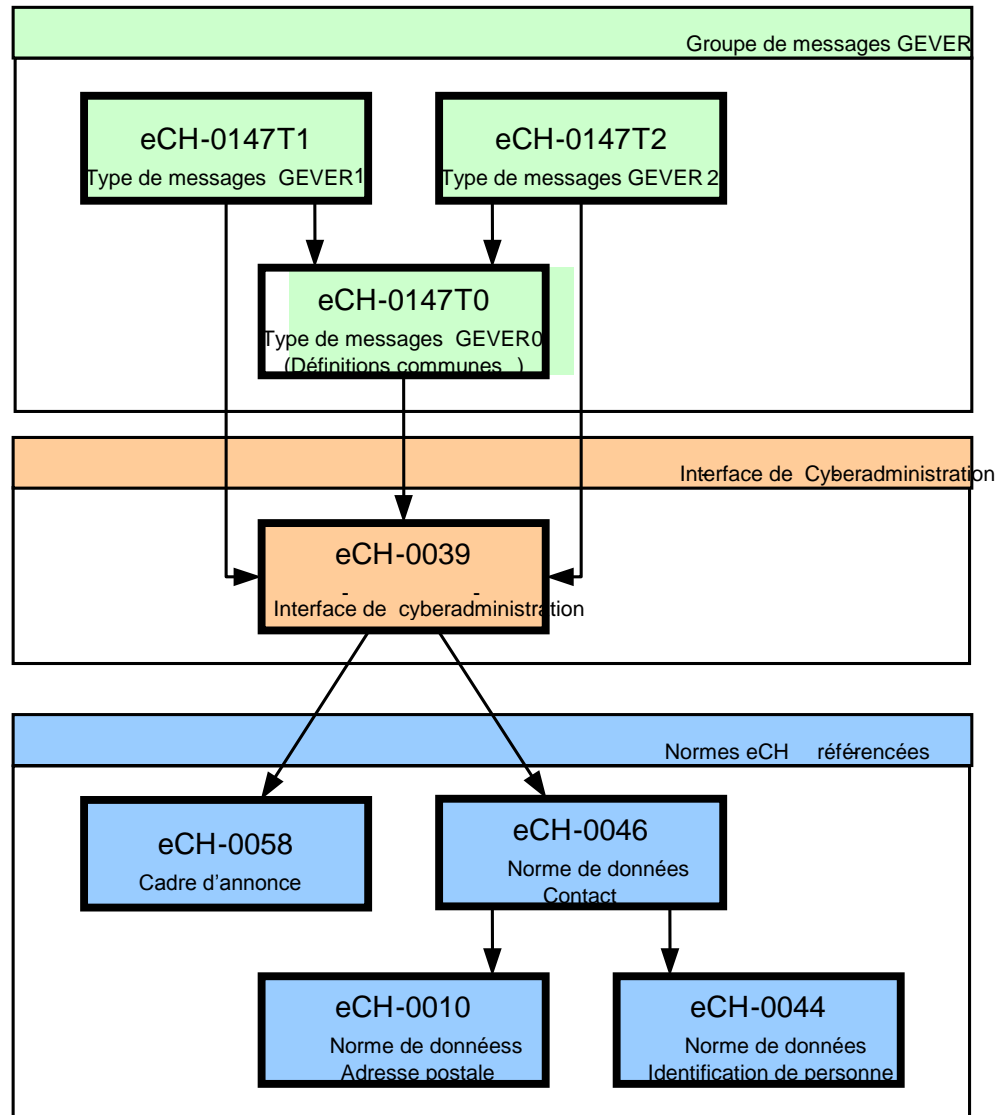 Groupe de messages GEVER
eCH-0147T1
Type de messages GEVER1
eCH-0147T2
Type de messages GEVER 2
eCH-0147T0
Type de messages GEVER0
(Définitions communes )
Interface de Cyberadministration
eCH-0039
- -
Interface de cyberadministration
Normes eCH référencées
eCH-0058
Cadre d'annonce
eCH-0046
Norme de données
Contact
eCH-0010
Norme de donnéess
Adresse postale
eCH-0044
Norme de données
Identification de personne